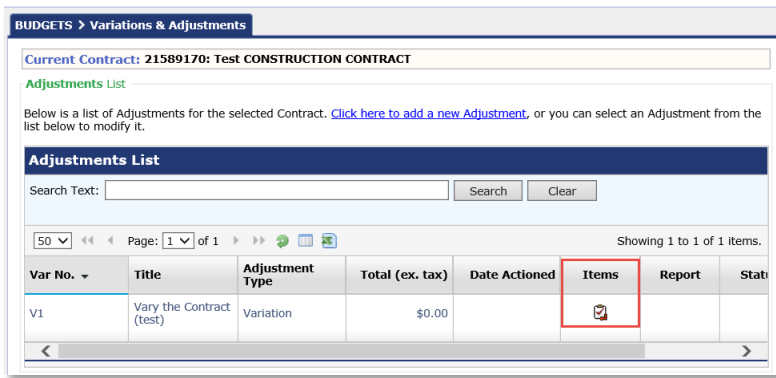 BUDGETS > Variations & Adjustments
Current Contract: 21589170: Test CONSTRUCTION CONTRACT
Adjustments List
Below is a list of Adjustments for the selected Contract. Click here to add a new Adjustment, or you can select an Adjustment from the
list below to modify it.
Adjustments List
Search Text: Search Clear
50 Page: 1 of 1 Showing 1 to 1 of 1 items.
Var No. Title Adjustment Type Total (ex. tax) Date Actioned Items Report
V1 Vary the Contract (test) Variation $0.00